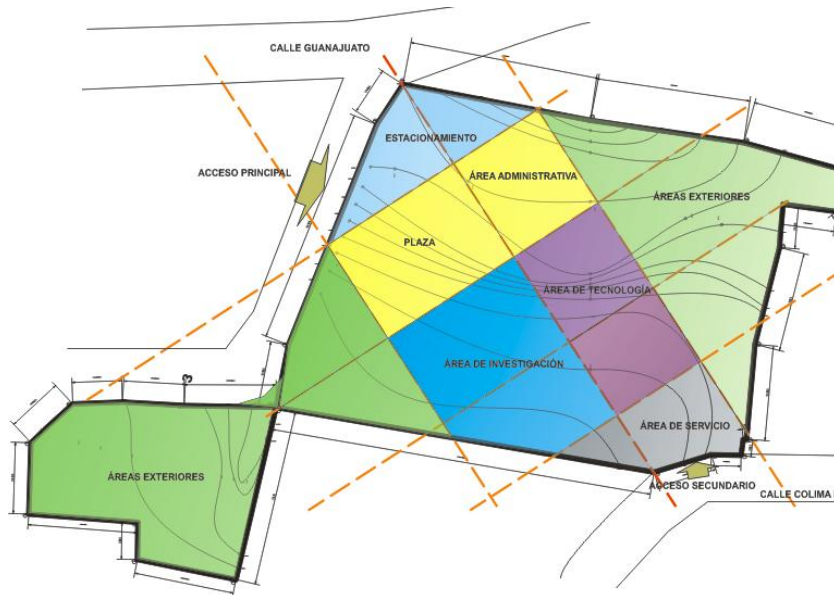 CALLE GUANAJUATO
ESTACIONAMIENTO
ACCESO PRINCIPAL
ÁREA ADMINISTRATIVA
ÁREAS EXTERIORES
PLAZA
ÁREA DE TECNOLOGÍA
ÁREA DE INVESTIGACIÓN
3
ÁREA DE SERVICIO
ÁREAS EXTERIORES
ACCESO SECUNDARIO
CALLE COLIMA